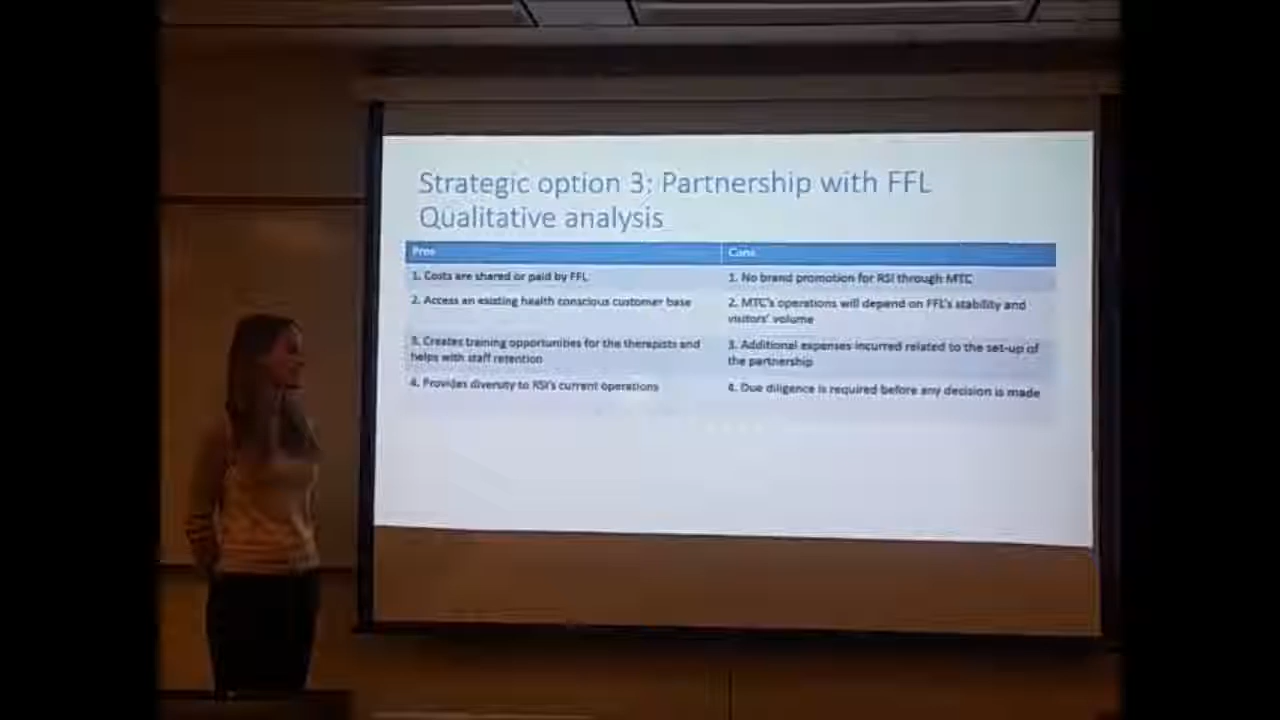 Strategic option 3: Partnership with FFL
Qualitative analysis
Pros
Cons
1. Costs are shared or paid by FFL
1. No brand promotion for RSI through MTC
2. Access an existing health conscious customer base
2. MTC's operations will depend on FFL's stability and
visitors' volume
3. Creates training opportunities for the therapists and
helps with staff retention
3. Additional expenses incurred related to the set-up of
the partnership
4. Provides diversity to RSI's current operations
4. Due diligence is required before any decision is made